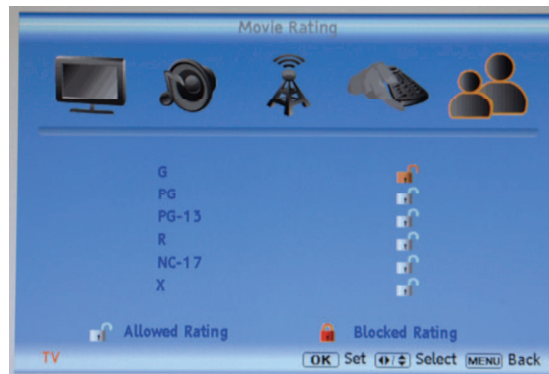 Movie Rating
G
PG
PG-13
R
NC-17
X
Allowed Rating Blocked Rating
TV OK Set Select MENU Back